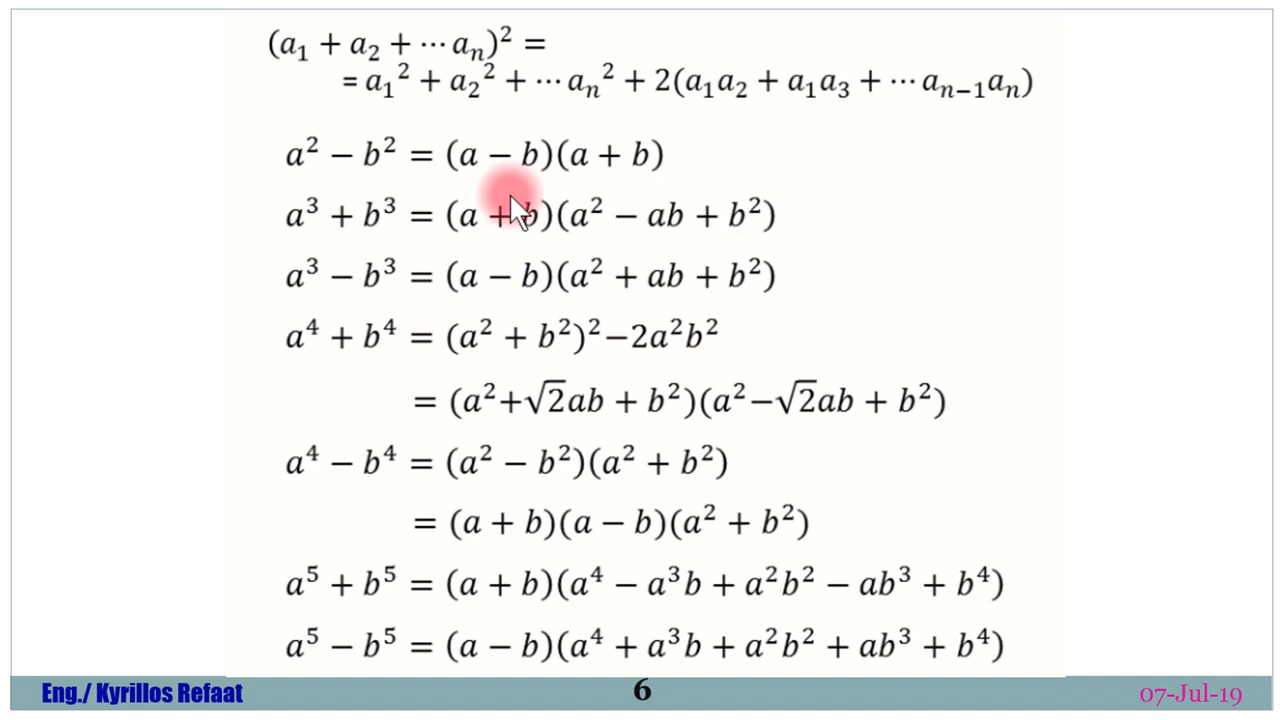 (a₁ + a₂ + ⋯ aₙ)² =
= a₁² + a₂² + ⋯ aₙ² + 2(a₁a₂ + a₁a₃ + ⋯ aₙ₋₁aₙ)
a² − b² = (a − b)(a + b)
a³ + b³ = (a + b)(a² − ab + b²)
a³ − b³ = (a − b)(a² + ab + b²)
a⁴ + b⁴ = (a² + b²)²−2a²b²
= (a²+√2ab + b²)(a²−√2ab + b²)
a⁴ − b⁴ = (a² − b²)(a² + b²)
= (a + b)(a − b)(a² + b²)
a⁵ + b⁵ = (a + b)(a⁴ − a³b + a²b² − ab³ + b⁴)
a⁵ − b⁵ = (a − b)(a⁴ + a³b + a²b² + ab³ + b⁴)
Eng./ Kyrillos Refaat 6 07-Jul-19